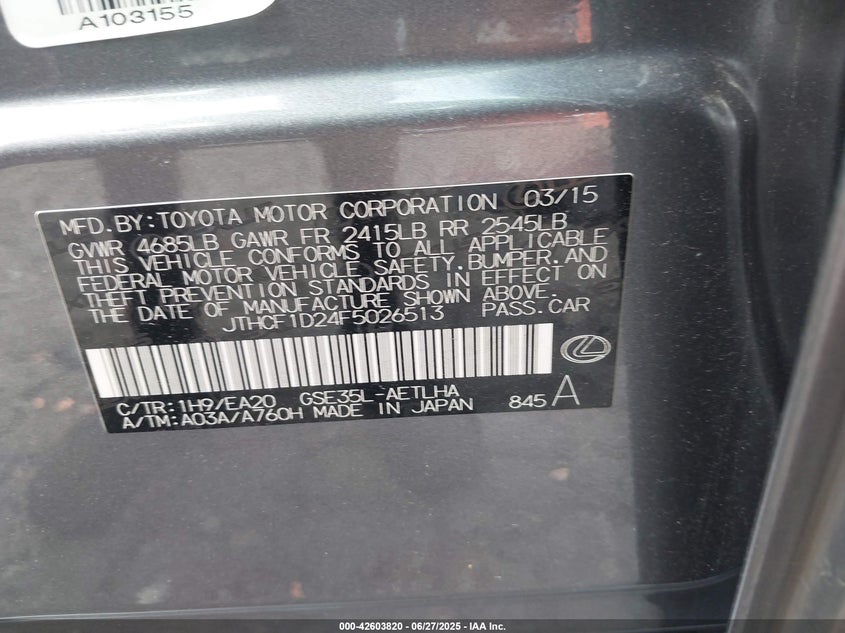 A103155
MFD.BY:TOYOTA MOTOR CORPORATION 03/15
GVWR 4685LB GAWR FR 2415LB RR 2545LB
THIS VEHICLE CONFORMS TO ALL APPLICABLE
FEDERAL MOTOR VEHICLE SAFETY,BUMPER,AND
THEFT PREVENTION STANDARDS IN EFFECT ON
THE DATE OF MANUFACTURE SHOWN ABOVE.
JTHCF1D24F5026513 PASS.CAR
C/TR:1H9/EA20 GSE35L-AETLHA
A/TM:A03A/A760H MADE IN JAPAN 845 A
000-42603820 / 06/27/2025 / IAA Inc.